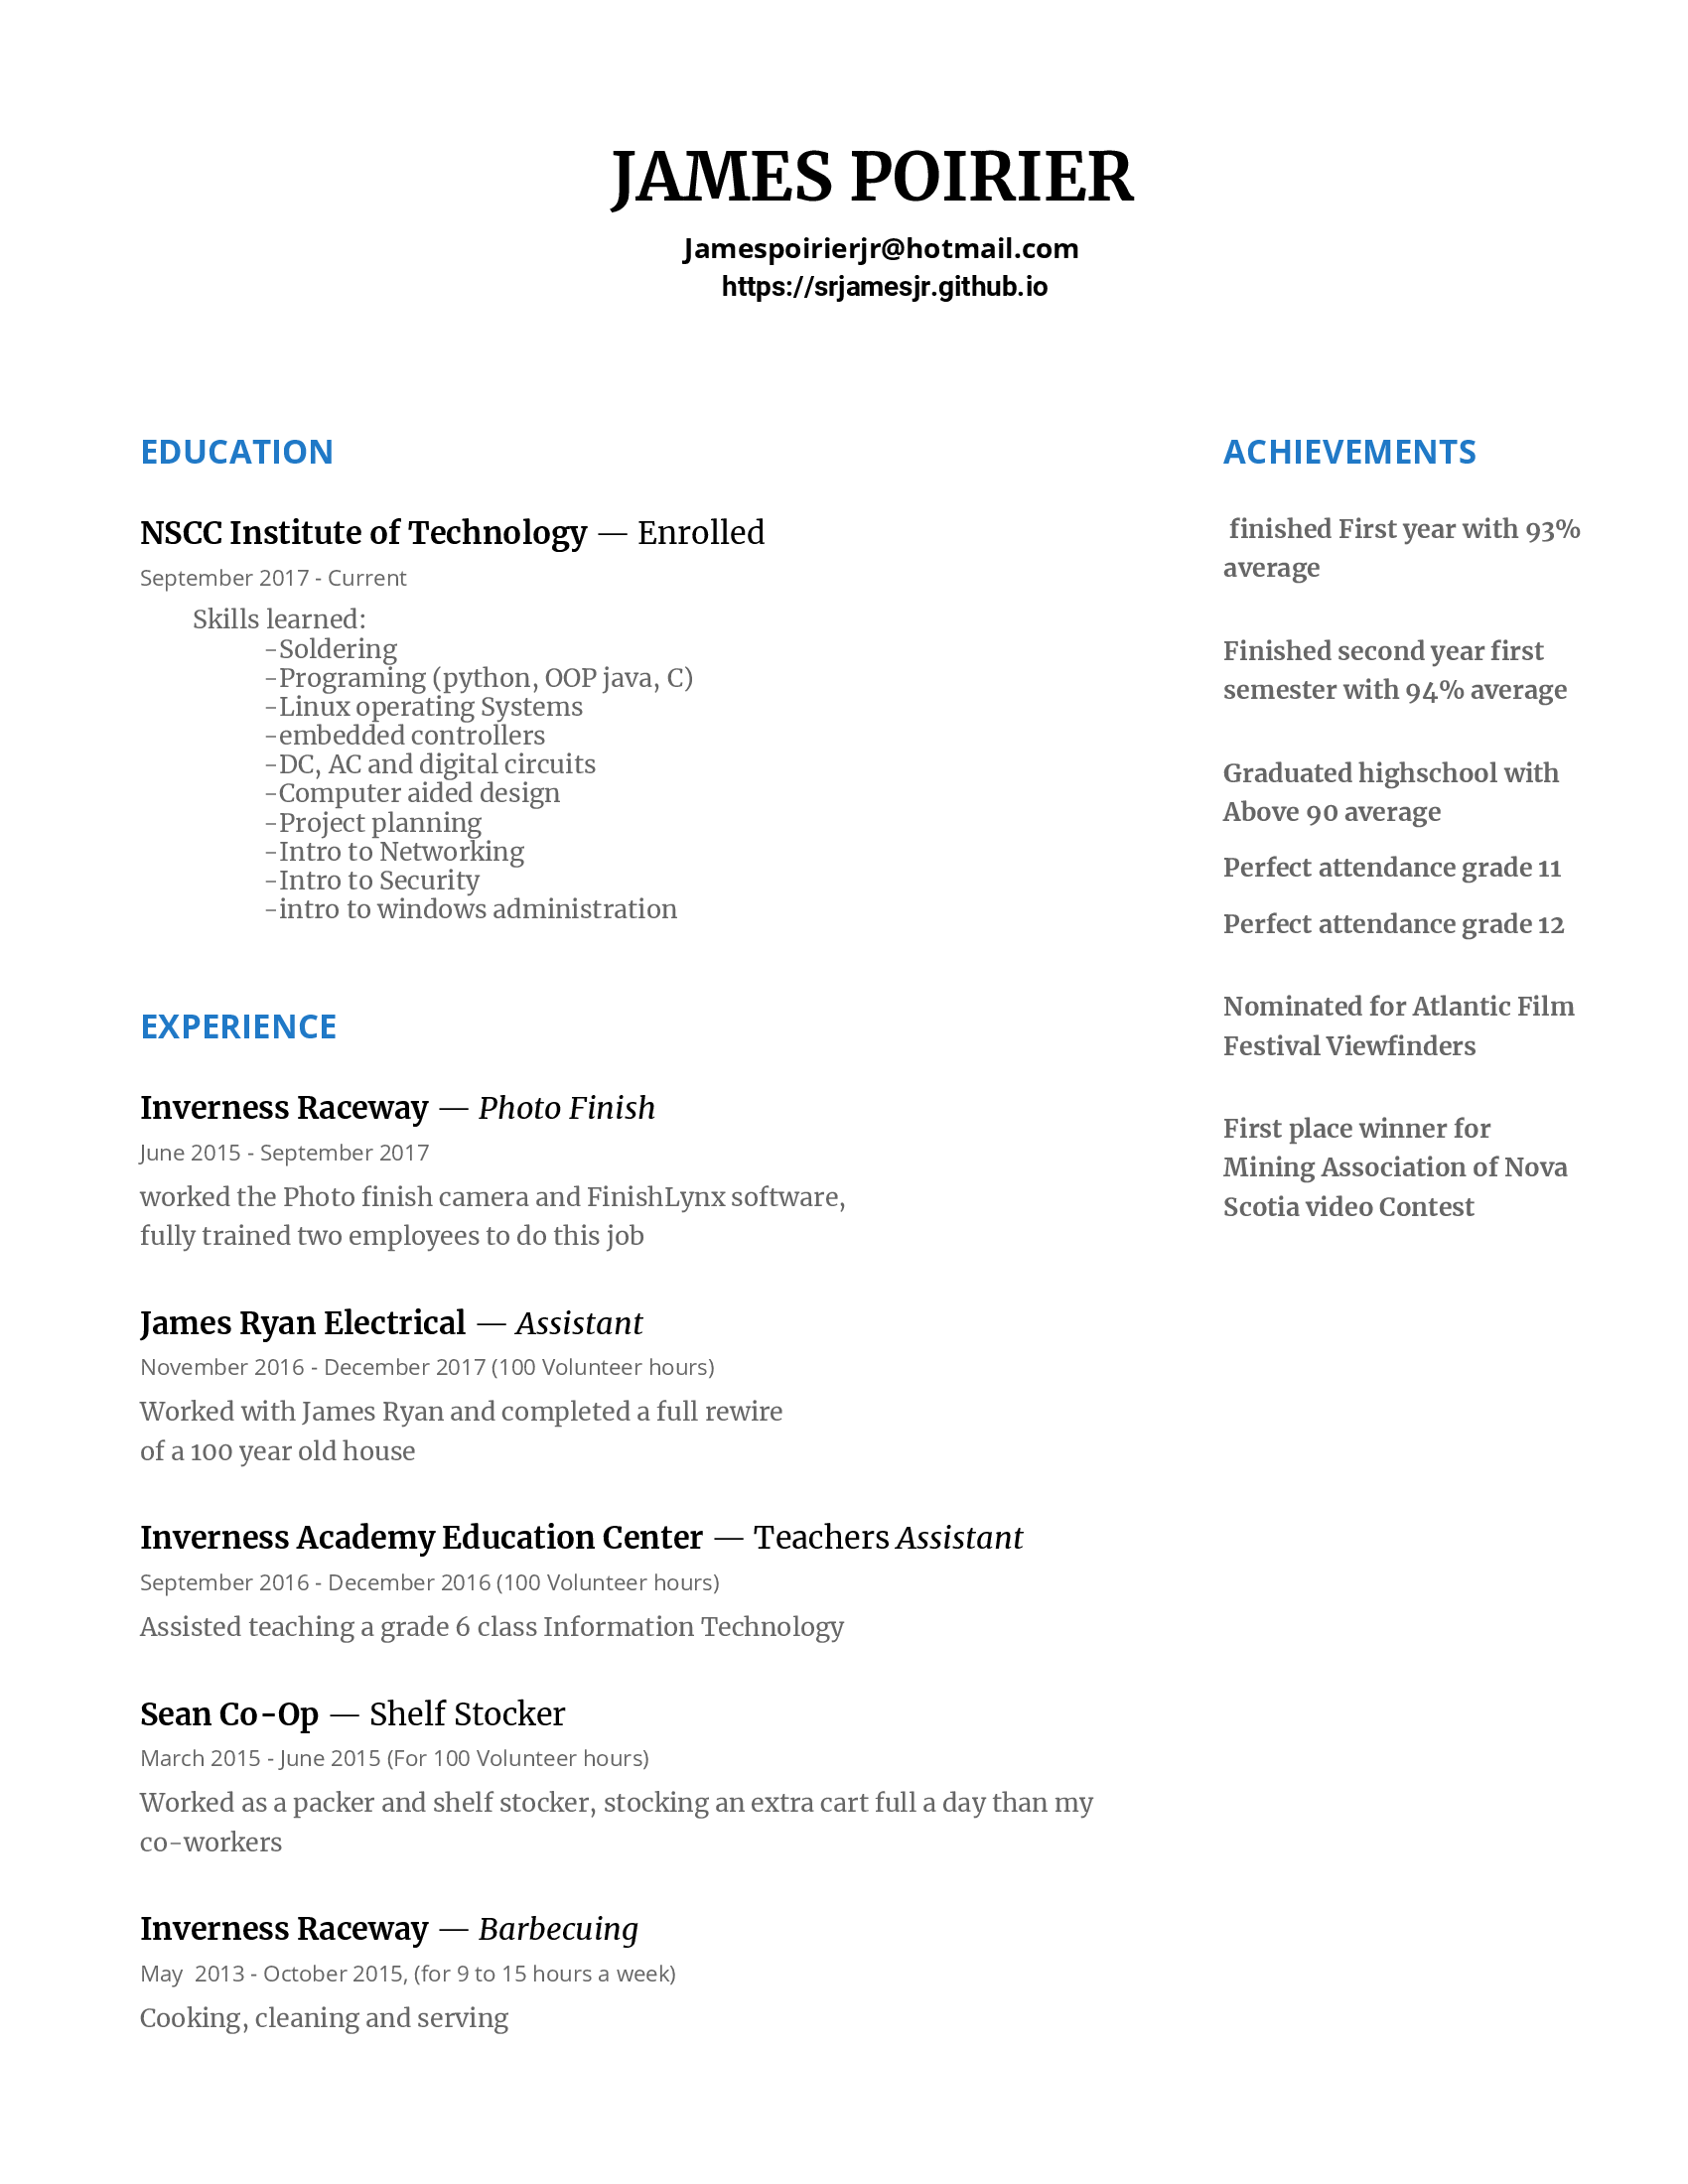 JAMES POIRIER
Jamespoirierjr@hotmail.com
https://srjamesjr.github.io
EDUCATION
NSCC Institute of Technology — Enrolled
September 2017 - Current
Skills learned:
-Soldering
-Programing (python, OOP java, C)
-Linux operating Systems
-embedded controllers
-DC, AC and digital circuits
-Computer aided design
-Project planning
-Intro to Networking
-Intro to Security
-intro to windows administration
EXPERIENCE
Inverness Raceway — Photo Finish
June 2015 - September 2017
worked the Photo finish camera and FinishLynx software,
fully trained two employees to do this job
James Ryan Electrical — Assistant
November 2016 - December 2017 (100 Volunteer hours)
Worked with James Ryan and completed a full rewire
of a 100 year old house
Inverness Academy Education Center — Teachers Assistant
September 2016 - December 2016 (100 Volunteer hours)
Assisted teaching a grade 6 class Information Technology
Sean Co-Op — Shelf Stocker
March 2015 - June 2015 (For 100 Volunteer hours)
Worked as a packer and shelf stocker, stocking an extra cart full a day than my
co-workers
Inverness Raceway — Barbecuing
May  2013 - October 2015, (for 9 to 15 hours a week)
Cooking, cleaning and serving
ACHIEVEMENTS
finished First year with 93%
average
Finished second year first
semester with 94% average
Graduated highschool with
Above 90 average
Perfect attendance grade 11
Perfect attendance grade 12
Nominated for Atlantic Film
Festival Viewfinders
First place winner for
Mining Association of Nova
Scotia video Contest